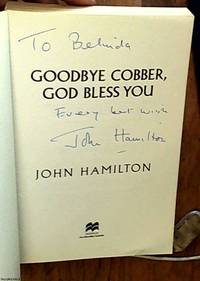 To Belinda
GOODBYE COBBER,
GOD BLESS YOU
Every best wish
John Hamilton
JOHN HAMILTON